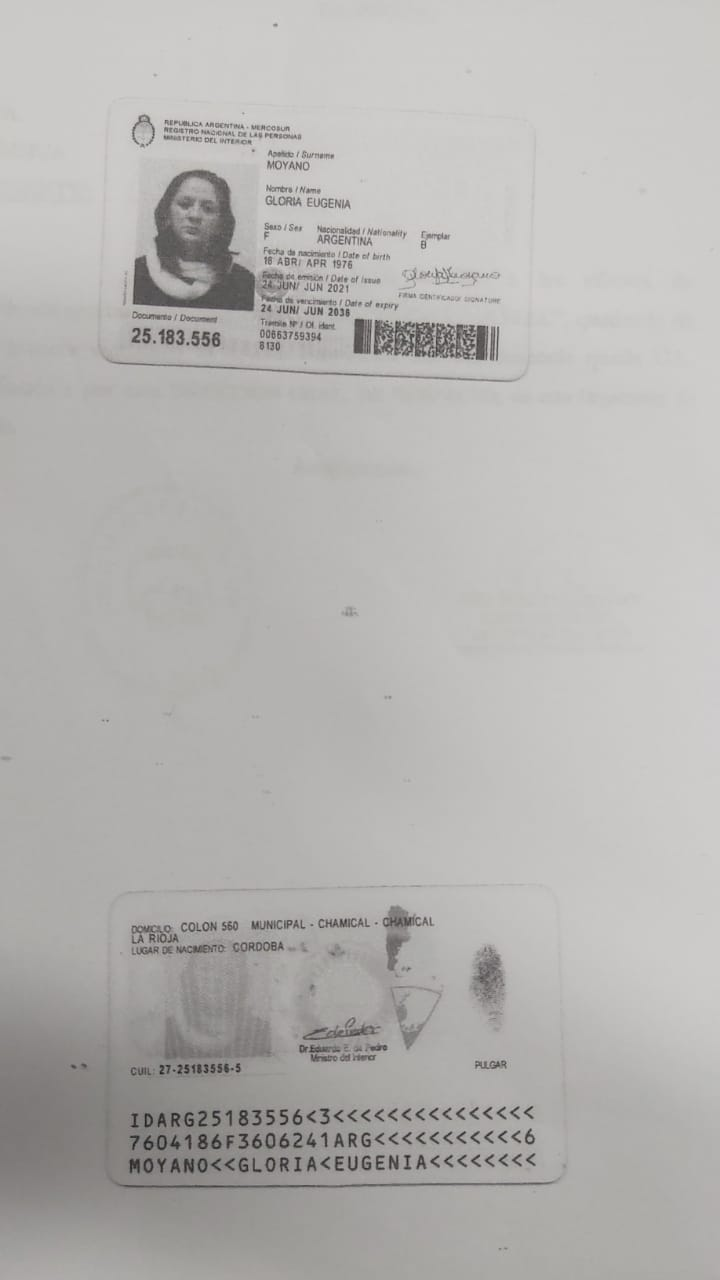 REPUBLICA ARGENTINA - MERCOSUR
REGISTRO NACIONAL DE LAS PERSONAS
MINISTERIO DEL INTERIOR
Apellido / Surname
MOYANO
Nombre / Name
GLORIA EUGENIA
Sexo / Sex Nacionalidad / Nationality Ejemplar
F ARGENTINA B
Fecha de nacimiento / Date of birth
18 ABR/ APR 1976
Fecha de emisión / Date of issue
24 JUN/ JUN 2021
Fecha de vencimiento / Date of expiry
24 JUN/ JUN 2036
FIRMA IDENTIFICADO/ SIGNATURE
Documento / Document
25.183.556
Tramite Nº / Of. ident.
00663759394
8130
DOMICILIO: COLON 560 MUNICIPAL - CHAMICAL - CHAMICAL
LA RIOJA
LUGAR DE NACIMIENTO: CORDOBA
Dr. Eduardo E. de Pedro
Ministro del Interior
CUIL: 27-25183556-5
PULGAR
IDARG25183556<3<<<<<<<<<<<<<<<
7604186F3606241ARG<<<<<<<<<<<6
MOYANO<<GLORIA<EUGENIA<<<<<<<<